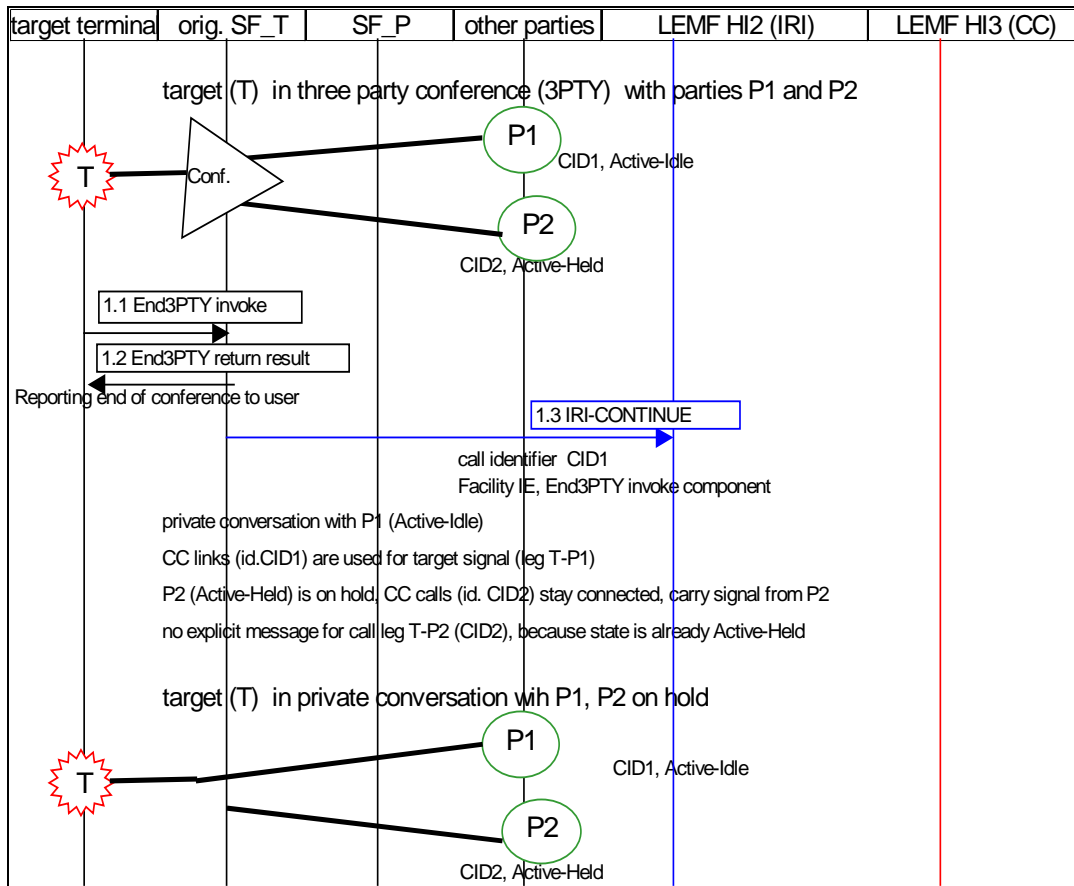 target terminal orig. SF_T SF_P other parties LEMF HI2 (IRI) LEMF HI3 (CC)
target (T) in three party conference (3PTY) with parties P1 and P2
P1
CID1, Active-Idle
T
Conf.
P2
CID2, Active-Held
1.1 End3PTY invoke
1.2 End3PTY return result
Reporting end of conference to user
1.3 IRI-CONTINUE
call identifier CID1
Facility IE, End3PTY invoke component
private conversation with P1 (Active-Idle)
CC links (id.CID1) are used for target signal (leg T-P1)
P2 (Active-Held) is on hold, CC calls (id. CID2) stay connected, carry signal from P2
no explicit message for call leg T-P2 (CID2), because state is already Active-Held
target (T) in private conversation wih P1, P2 on hold
P1
CID1, Active-Idle
T
P2
CID2, Active-Held